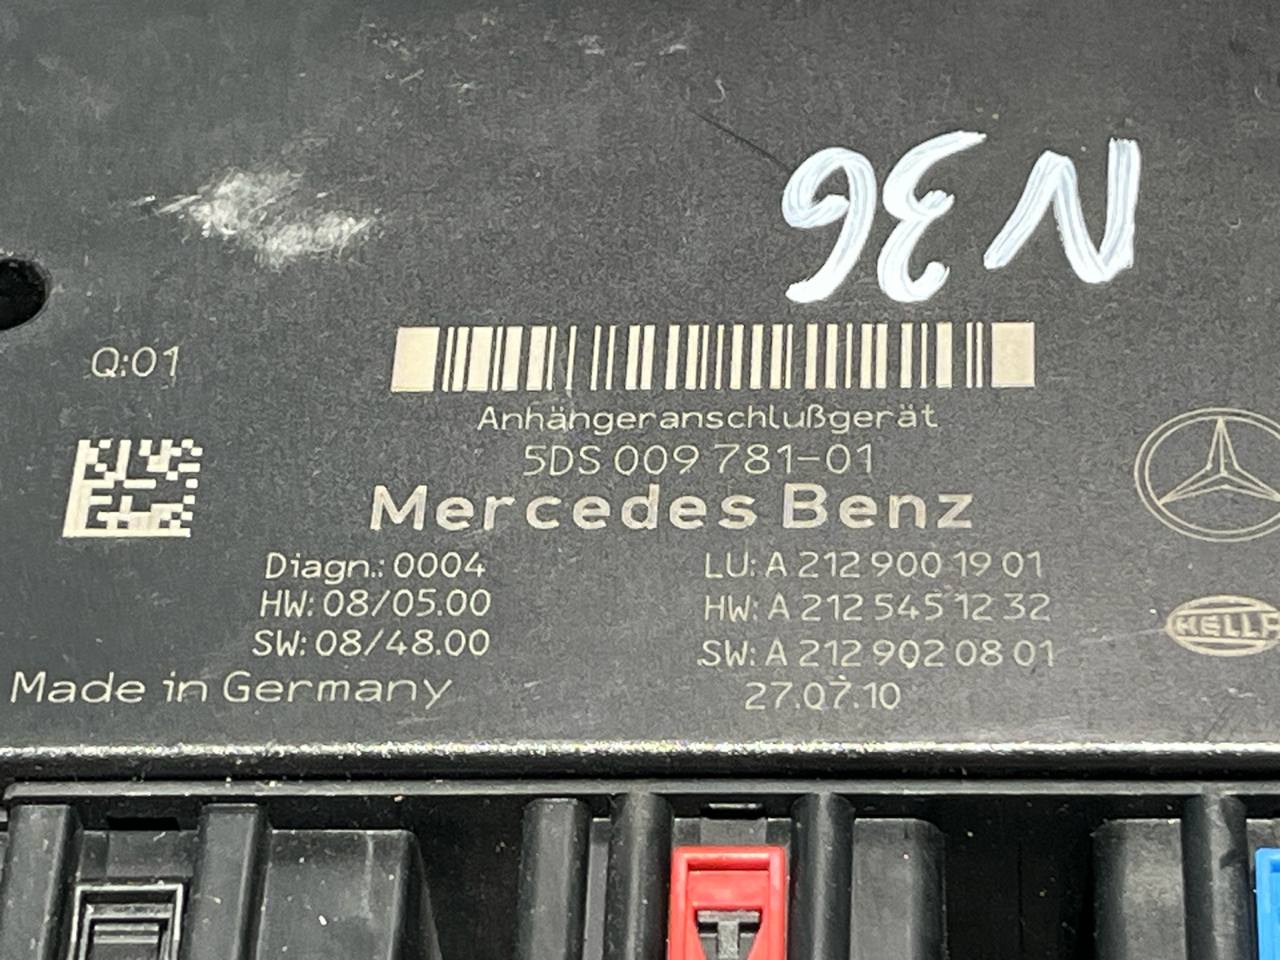 N36
Q:01
Anhängeranschlußgerät
5DS 009 781-01
Mercedes Benz
Diagn.: 0004
HW: 08/05.00
SW: 08/48.00
Made in Germany
LU: A 212 900 19 01
HW: A 212 545 12 32
SW: A 212 902 08 01
27.07.10
HELLA